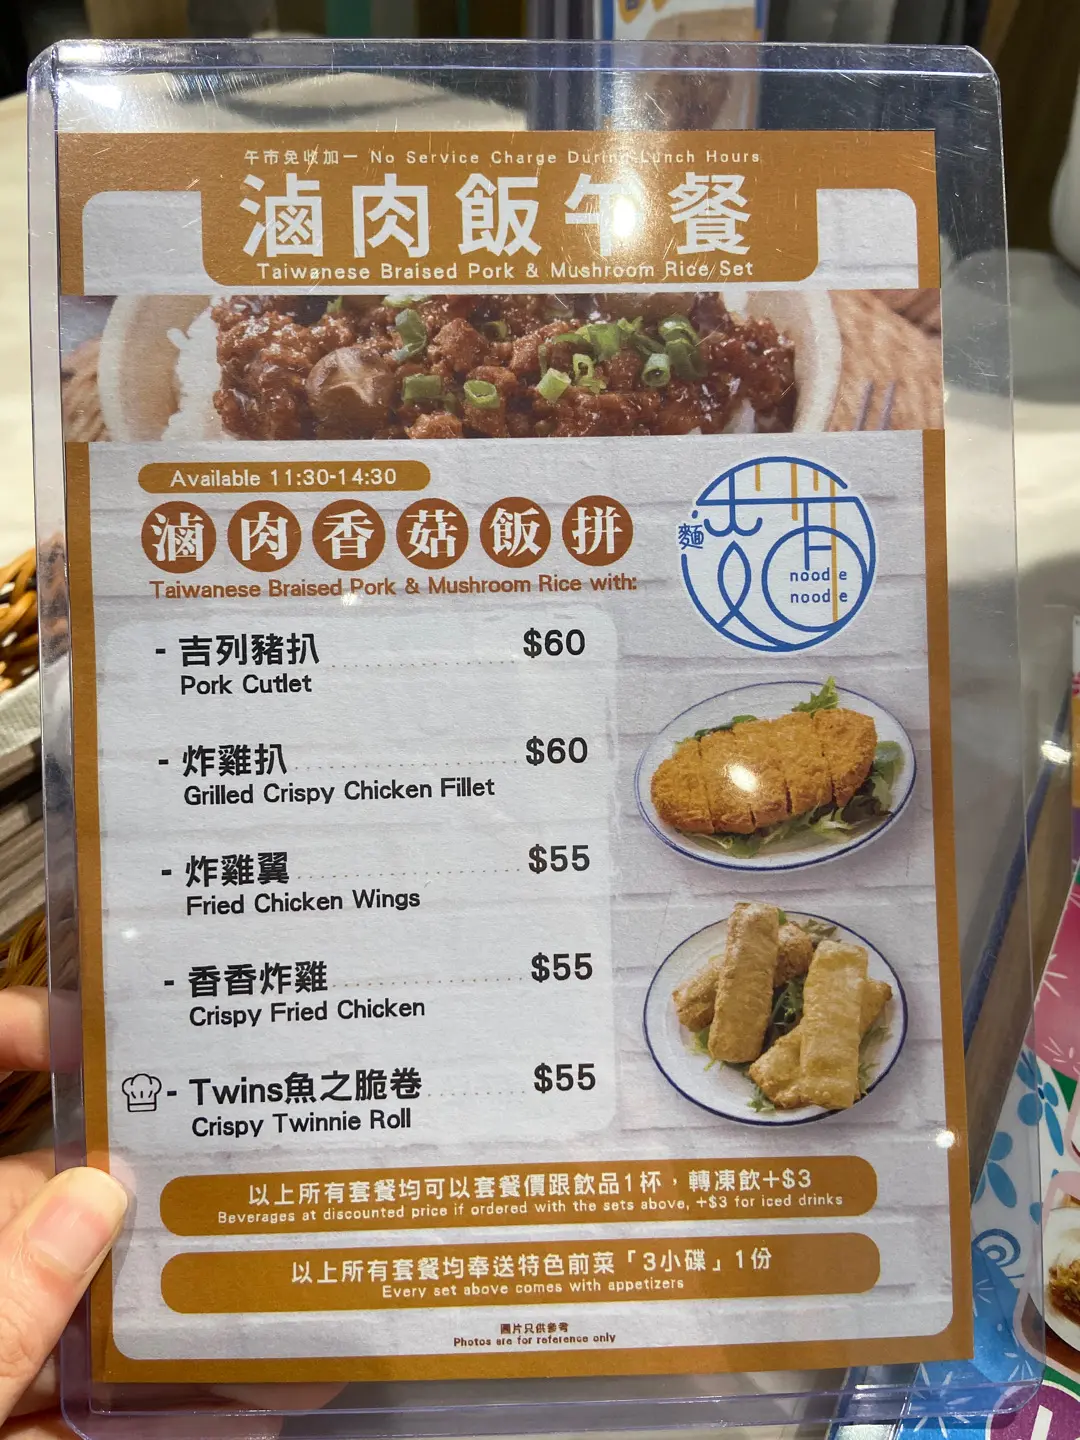 午市免收加一 No Service Charge During Lunch Hours
滷肉飯午餐
Taiwanese Braised Pork & Mushroom Rice Set
Available 11:30-14:30
滷肉香菇飯拼
Taiwanese Braised Pork & Mushroom Rice with:
麵
noodle
noodle
- 吉列豬扒 $60
Pork Cutlet
- 炸雞扒 $60
Grilled Crispy Chicken Fillet
- 炸雞翼 $55
Fried Chicken Wings
- 香香炸雞 $55
Crispy Fried Chicken
- Twins魚之脆卷 $55
Crispy Twinnie Roll
以上所有套餐均可以套餐價跟飲品1杯，轉凍飲+$3
Beverages at discounted price if ordered with the sets above, +$3 for iced drinks
以上所有套餐均奉送特色前菜「3小碟」1份
Every set above comes with appetizers
圖片只供參考
Photos are for reference only